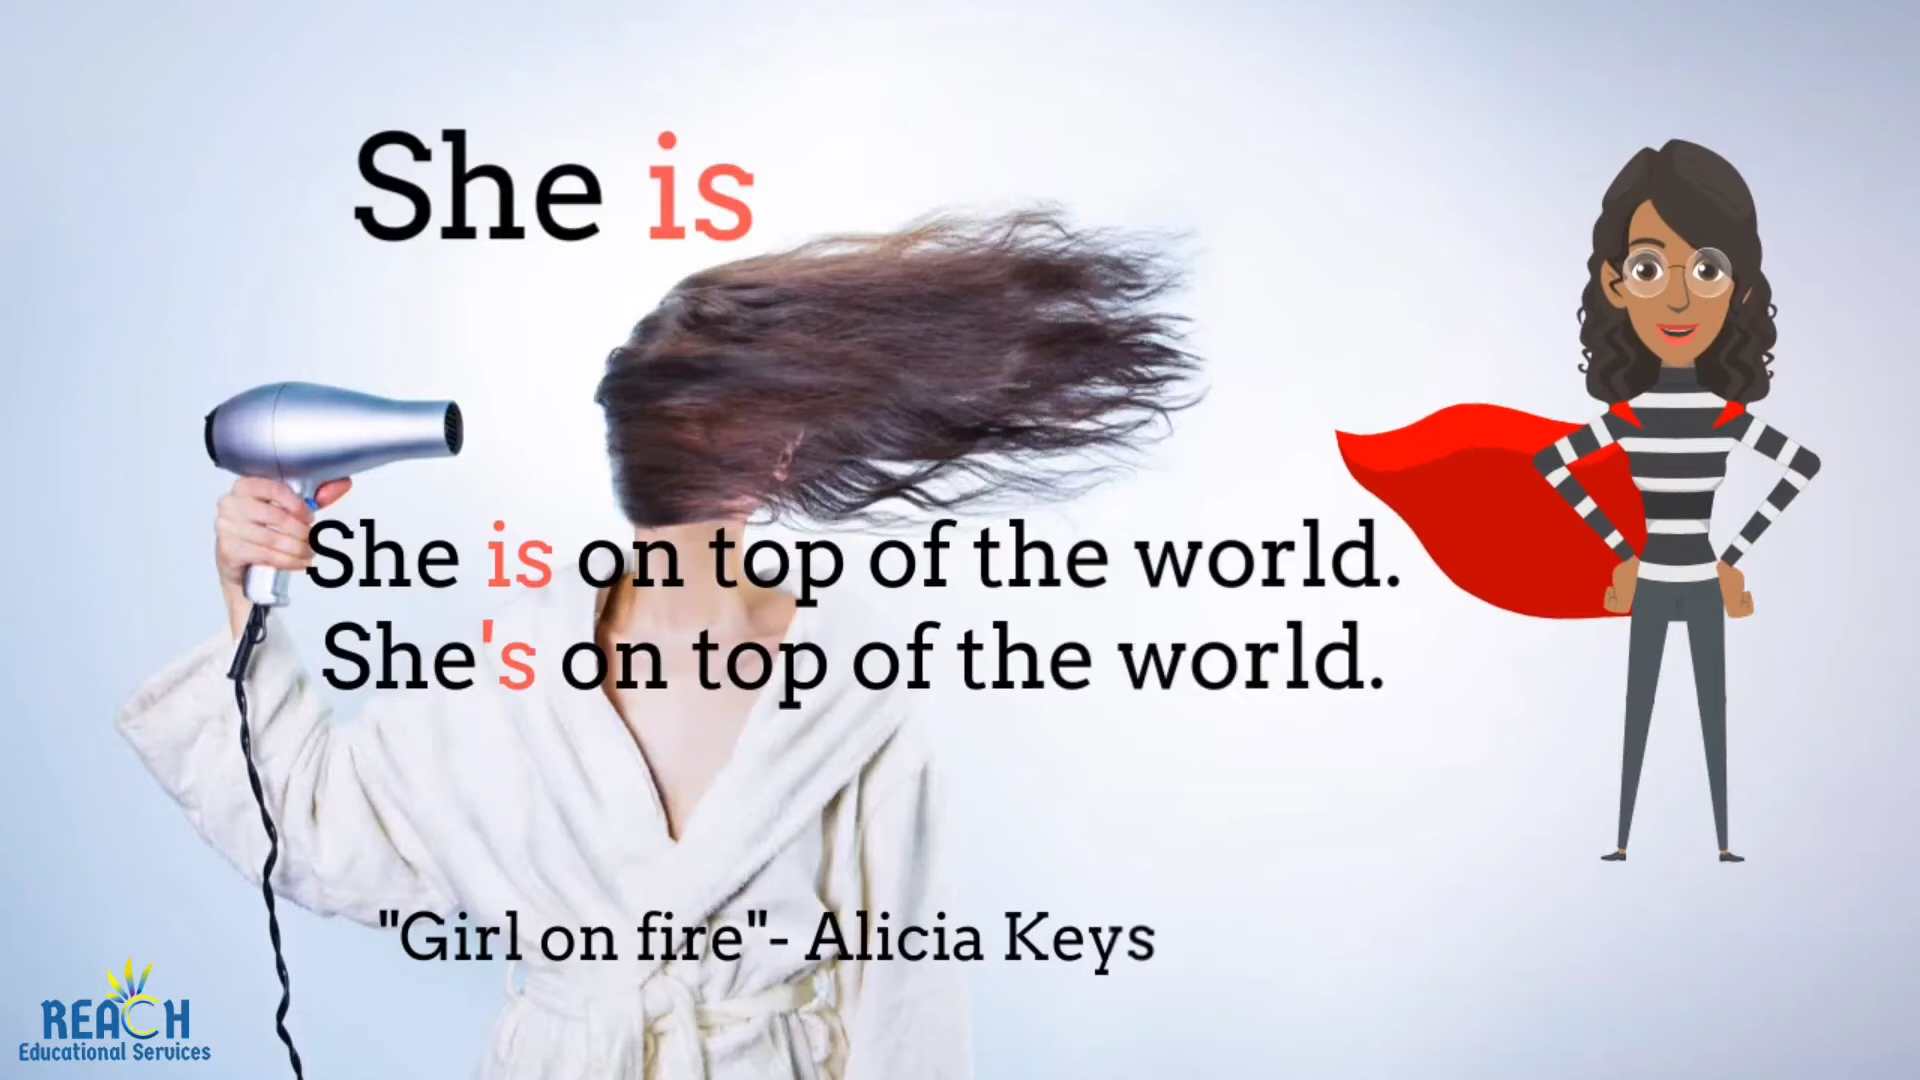 She is
She is on top of the world.
She's on top of the world.
"Girl on fire"- Alicia Keys
REACH
Educational Services